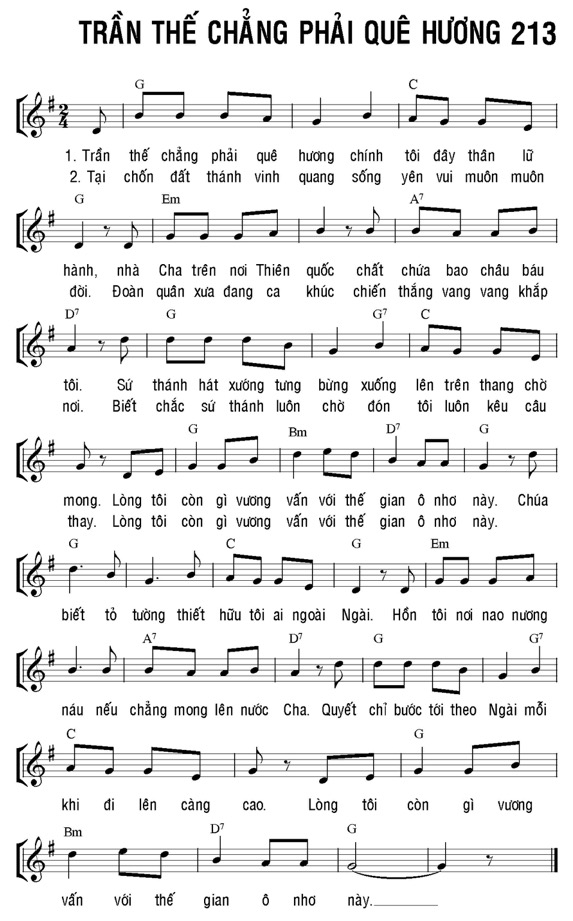 TRẦN THẾ CHẲNG PHẢI QUÊ HƯƠNG 213
G C
1. Trần thế chẳng phải quê hương chính tôi đây thân lữ
2. Tại chốn đất thánh vinh quang sống yên vui muôn muôn
G Em A7
hành, nhà Cha trên nơi Thiên quốc chất chứa bao châu báu
đời. Đoàn quân xưa đang ca khúc chiến thắng vang vang khắp
D7 G G7 C
tôi. Sứ thánh hát xướng tưng bừng xuống lên trên thang chờ
nơi. Biết chắc sứ thánh luôn chờ đón tôi luôn kêu câu
G Bm D7 G
mong. Lòng tôi còn gì vương vấn với thế gian ô nhơ này. Chúa
thay. Lòng tôi còn gì vương vấn với thế gian ô nhơ này.
G C G Em
biết tỏ tường thiết hữu tôi ai ngoài Ngài. Hồn tôi nơi nao nương
A7 D7 G G7
náu nếu chẳng mong lên nước Cha. Quyết chỉ bước tới theo Ngài mỗi
C G
khi đi lên càng cao. Lòng tôi còn gì vương
Bm D7 G
vấn với thế gian ô nhơ này.